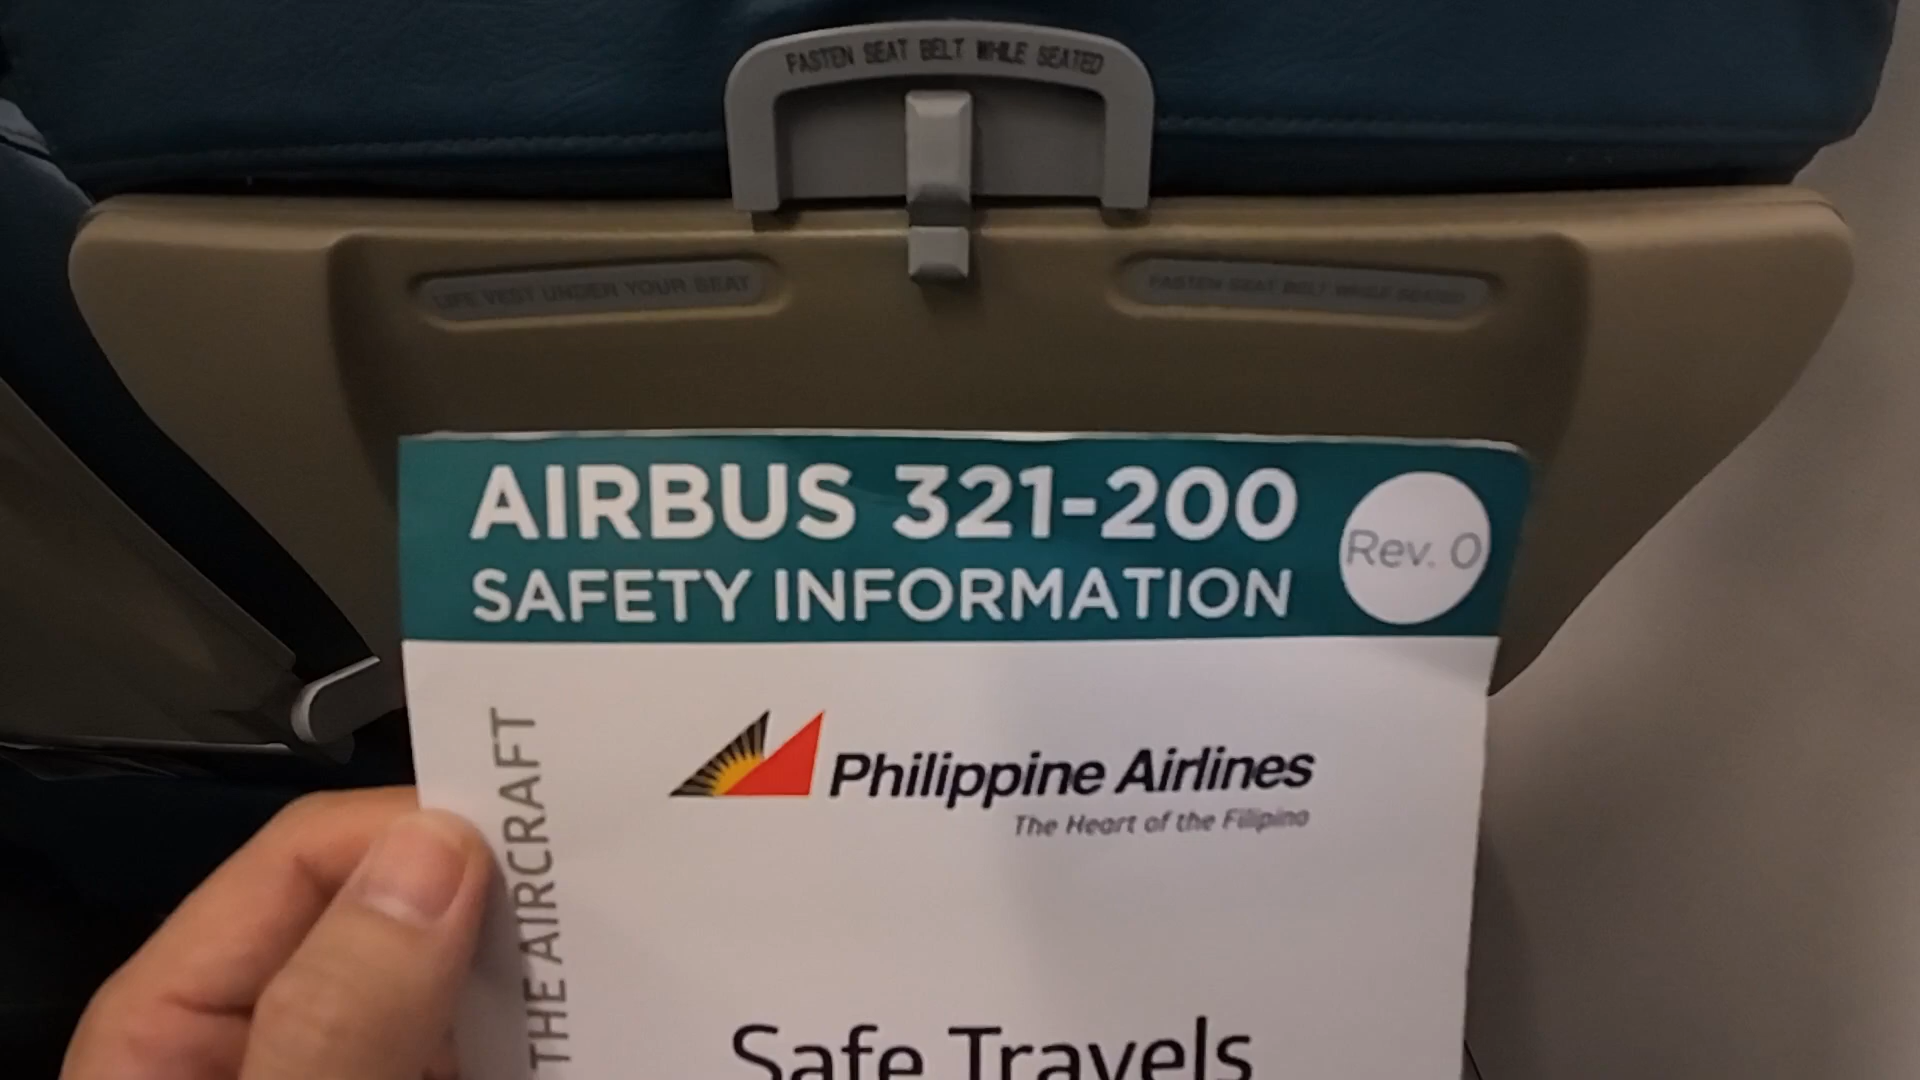 FASTEN SEAT BELT WHILE SEATED
LIFE VEST UNDER YOUR SEAT
FASTEN SEAT BELT WHILE SEATED
AIRBUS 321-200
SAFETY INFORMATION
Rev. 0
THE AIRCRAFT
Philippine Airlines
The Heart of the Filipino
Safe Travels